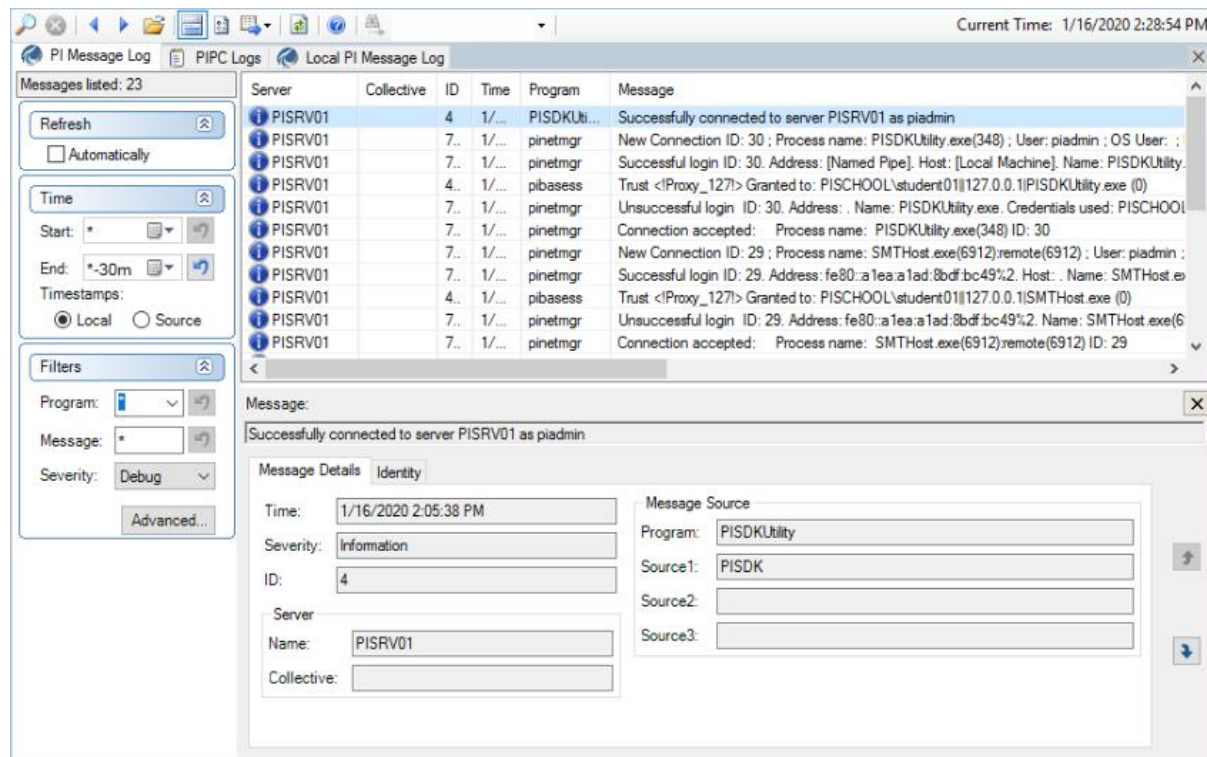 Current Time: 1/16/2020 2:28:54 PM
PI Message Log PIPC Logs Local PI Message Log
Messages listed: 23
Refresh
Automatically
Time
Start: *
End: *-30m
Timestamps:
Local Source
Filters
Program: *
Message: *
Severity: Debug
Advanced...
Server Collective ID Time Program Message
PISRV01 4 1/... PISDKUti... Successfully connected to server PISRV01 as piadmin
PISRV01 7.. 1/... pinetmgr New Connection ID: 30 ; Process name: PISDKUtility.exe(348) ; User: piadmin ; OS User: ;
PISRV01 7.. 1/... pinetmgr Successful login ID: 30. Address: [Named Pipe]. Host: [Local Machine]. Name: PISDKUtility.
PISRV01 4.. 1/... pibasess Trust <!Proxy_127!> Granted to: PISCHOOL\student01||127.0.0.1|PISDKUtility.exe (0)
PISRV01 7.. 1/... pinetmgr Unsuccessful login ID: 30. Address: . Name: PISDKUtility.exe. Credentials used: PISCHOOL
PISRV01 7.. 1/... pinetmgr Connection accepted: Process name: PISDKUtility.exe(348) ID: 30
PISRV01 7.. 1/... pinetmgr New Connection ID: 29 ; Process name: SMTHost.exe(6912):remote(6912) ; User: piadmin ;
PISRV01 7.. 1/... pinetmgr Successful login ID: 29. Address: fe80::a1ea:a1ad:8bdf:bc49%2. Host: . Name: SMTHost.ex
PISRV01 4.. 1/... pibasess Trust <!Proxy_127!> Granted to: PISCHOOL\student01||127.0.0.1|SMTHost.exe (0)
PISRV01 7.. 1/... pinetmgr Unsuccessful login ID: 29. Address: fe80::a1ea:a1ad:8bdf:bc49%2. Name: SMTHost.exe(6
PISRV01 7.. 1/... pinetmgr Connection accepted: Process name: SMTHost.exe(6912):remote(6912) ID: 29
Message:
Successfully connected to server PISRV01 as piadmin
Message Details Identity
Time: 1/16/2020 2:05:38 PM
Severity: Information
ID: 4
Server
Name: PISRV01
Collective:
Message Source
Program: PISDKUtility
Source1: PISDK
Source2:
Source3: